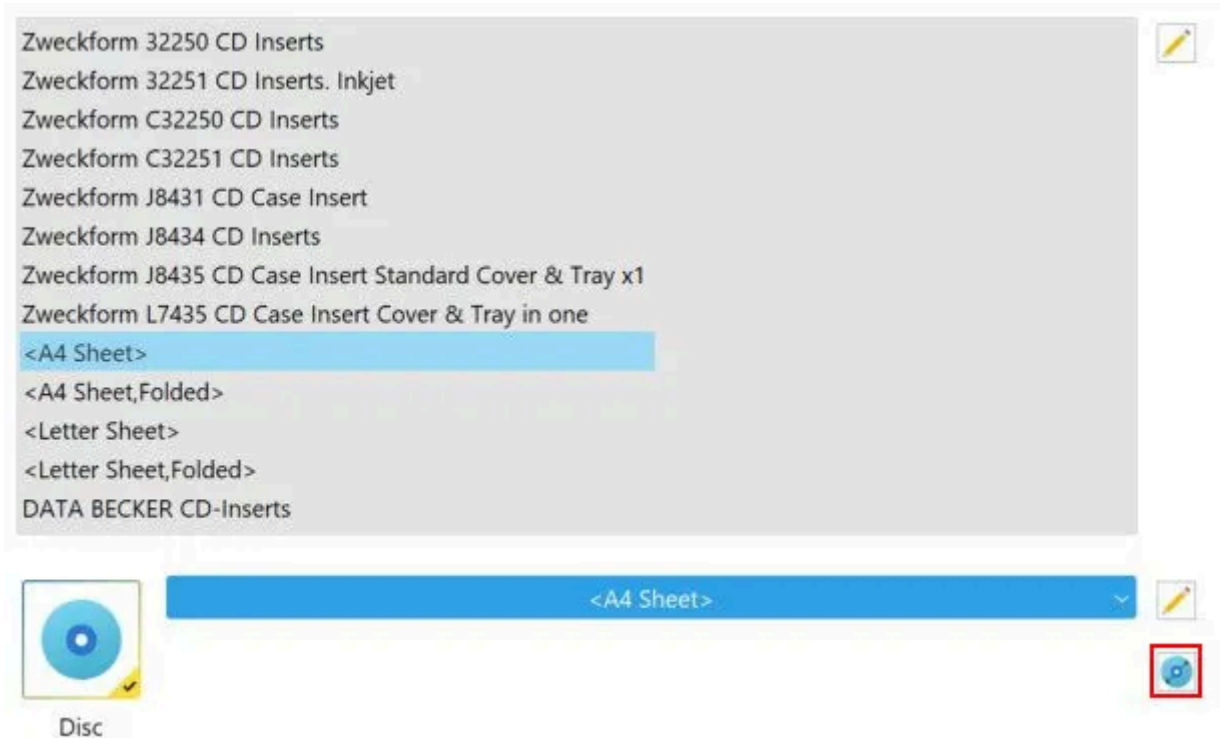 Zweckform 32250 CD Inserts
Zweckform 32251 CD Inserts. Inkjet
Zweckform C32250 CD Inserts
Zweckform C32251 CD Inserts
Zweckform J8431 CD Case Insert
Zweckform J8434 CD Inserts
Zweckform J8435 CD Case Insert Standard Cover & Tray x1
Zweckform L7435 CD Case Insert Cover & Tray in one
<A4 Sheet>
<A4 Sheet,Folded>
<Letter Sheet>
<Letter Sheet,Folded>
DATA BECKER CD-Inserts
<A4 Sheet>
Disc